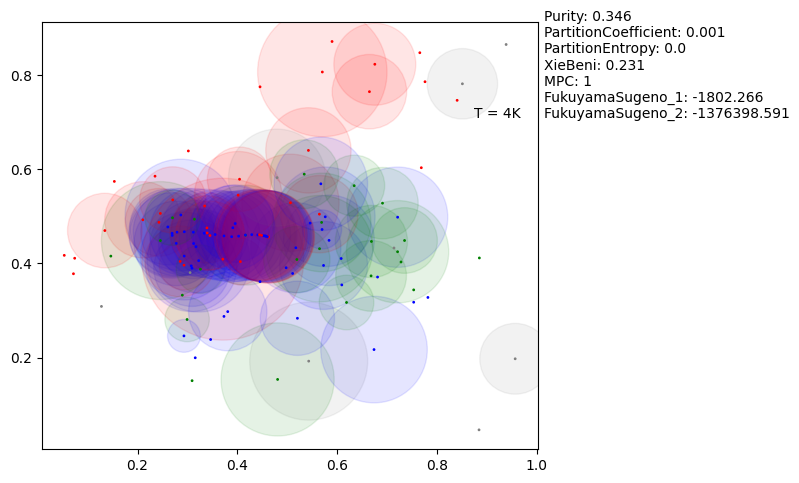 Purity: 0.346
PartitionCoefficient: 0.001
PartitionEntropy: 0.0
XieBeni: 0.231
MPC: 1
FukuyamaSugeno_1: -1802.266
FukuyamaSugeno_2: -1376398.591
T = 4K
0.8
0.6
0.4
0.2
0.2 0.4 0.6 0.8 1.0